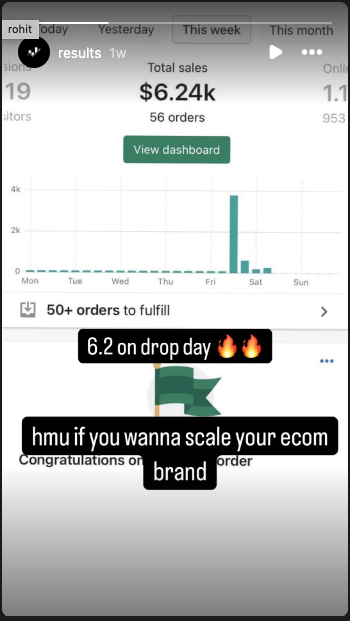 rohit
oday Yesterday This week This month
results 1w
sions Total sales Onlin
19 $6.24k 1.1
sitors 56 orders 953
View dashboard
4k
2k
0
Mon Tue Wed Thu Fri Sat Sun
50+ orders to fulfill
6.2 on drop day 🔥🔥
hmu if you wanna scale your ecom
Congratulations on order
brand